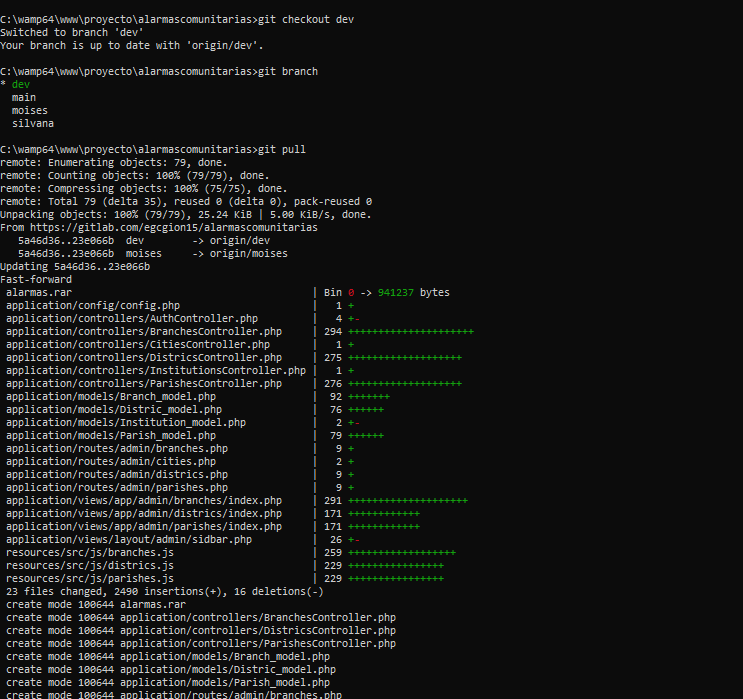 C:\wamp64\www\proyecto\alarmascomunitarias>git checkout dev
Switched to branch 'dev'
Your branch is up to date with 'origin/dev'.
C:\wamp64\www\proyecto\alarmascomunitarias>git branch
* dev
main
moises
silvana
C:\wamp64\www\proyecto\alarmascomunitarias>git pull
remote: Enumerating objects: 79, done.
remote: Counting objects: 100% (79/79), done.
remote: Compressing objects: 100% (75/75), done.
remote: Total 79 (delta 35), reused 0 (delta 0), pack-reused 0
Unpacking objects: 100% (79/79), 25.24 KiB | 5.00 KiB/s, done.
From https://gitlab.com/egcgion15/alarmascomunitarias
5a46d36..23e066b  dev        -> origin/dev
5a46d36..23e066b  moises     -> origin/moises
Updating 5a46d36..23e066b
Fast-forward
alarmas.rar | Bin 0 -> 941237 bytes
application/config/config.php | 1 +
application/controllers/AuthController.php | 4 +-
application/controllers/BranchesController.php | 294 +++++++++++++++++++++
application/controllers/CitiesController.php | 1 +
application/controllers/DistricsController.php | 275 +++++++++++++++++++
application/controllers/InstitutionsController.php | 1 +
application/controllers/ParishesController.php | 276 +++++++++++++++++++
application/models/Branch_model.php | 92 +++++++
application/models/Distric_model.php | 76 ++++++
application/models/Institution_model.php | 2 +-
application/models/Parish_model.php | 79 ++++++
application/routes/admin/branches.php | 9 +
application/routes/admin/cities.php | 2 +
application/routes/admin/districs.php | 9 +
application/routes/admin/parishes.php | 9 +
application/views/app/admin/branches/index.php | 291 ++++++++++++++++++++
application/views/app/admin/districs/index.php | 171 ++++++++++++
application/views/app/admin/parishes/index.php | 171 ++++++++++++
application/views/layout/admin/sidbar.php | 26 +-
resources/src/js/branches.js | 259 ++++++++++++++++++
resources/src/js/districs.js | 229 ++++++++++++++++
resources/src/js/parishes.js | 229 ++++++++++++++++
23 files changed, 2490 insertions(+), 16 deletions(-)
create mode 100644 alarmas.rar
create mode 100644 application/controllers/BranchesController.php
create mode 100644 application/controllers/DistricsController.php
create mode 100644 application/controllers/ParishesController.php
create mode 100644 application/models/Branch_model.php
create mode 100644 application/models/Distric_model.php
create mode 100644 application/models/Parish_model.php
create mode 100644 application/routes/admin/branches.php